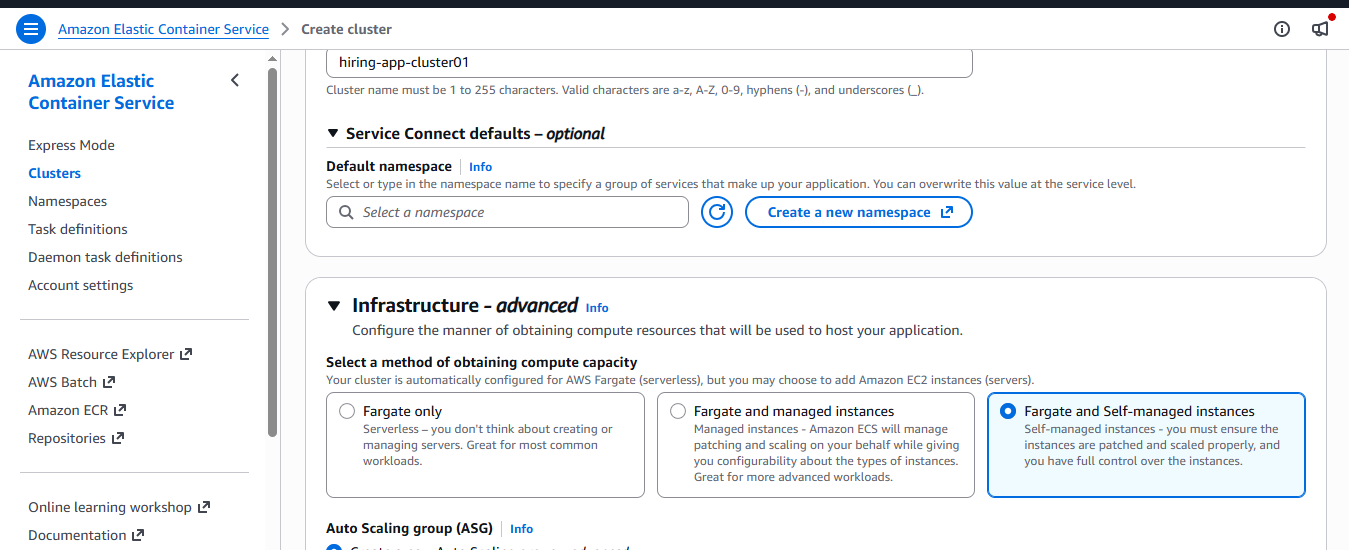 Amazon Elastic Container Service > Create cluster
Amazon Elastic
Container Service
Express Mode
Clusters
Namespaces
Task definitions
Daemon task definitions
Account settings
AWS Resource Explorer
AWS Batch
Amazon ECR
Repositories
Online learning workshop
Documentation
hiring-app-cluster01
Cluster name must be 1 to 255 characters. Valid characters are a-z, A-Z, 0-9, hyphens (-), and underscores (_).
Service Connect defaults – optional
Default namespace Info
Select or type in the namespace name to specify a group of services that make up your application. You can overwrite this value at the service level.
Select a namespace
Create a new namespace
Infrastructure - advanced Info
Configure the manner of obtaining compute resources that will be used to host your application.
Select a method of obtaining compute capacity
Your cluster is automatically configured for AWS Fargate (serverless), but you may choose to add Amazon EC2 instances (servers).
Fargate only
Serverless – you don't think about creating or
managing servers. Great for most common
workloads.
Fargate and managed instances
Managed instances - Amazon ECS will manage
patching and scaling on your behalf while giving
you configurability about the types of instances.
Great for more advanced workloads.
Fargate and Self-managed instances
Self-managed instances - you must ensure the
instances are patched and scaled properly, and
you have full control over the instances.
Auto Scaling group (ASG) Info